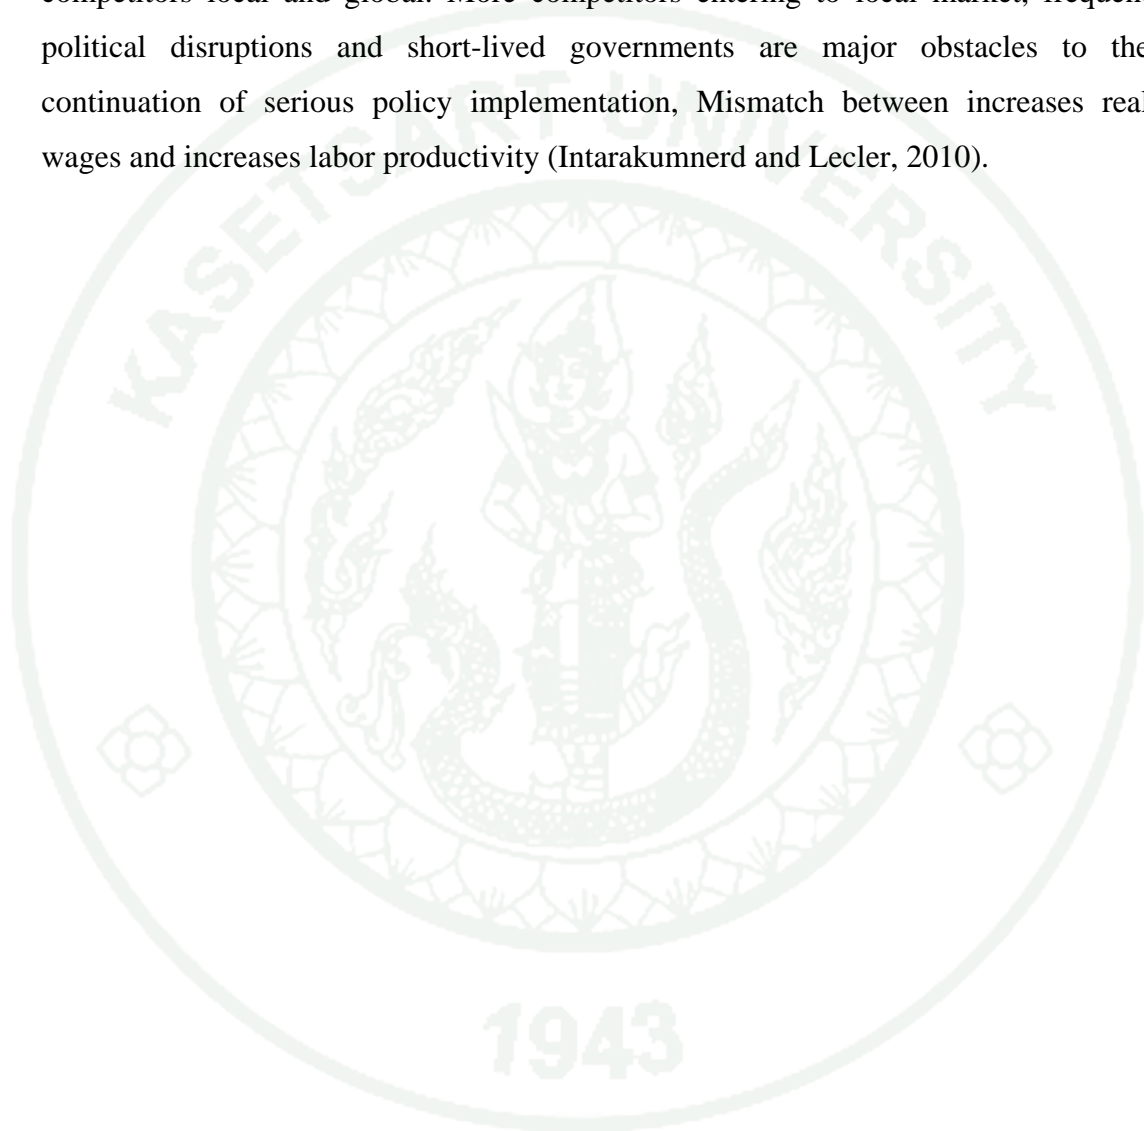 competitors local and global. More competitors entering to local market, frequent
political disruptions and short-lived governments are major obstacles to the
continuation of serious policy implementation, Mismatch between increases real
wages and increases labor productivity (Intarakumnerd and Lecler, 2010).
KASETSART UNIVERSITY
1943